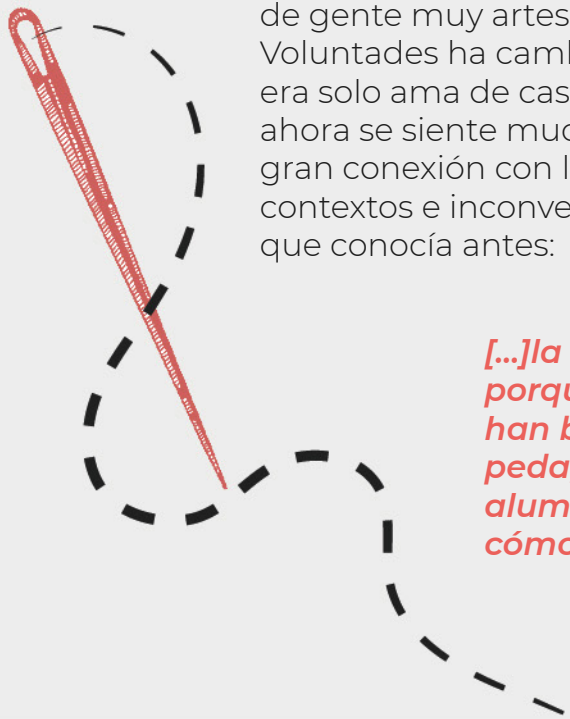 de gente muy artes
Voluntades ha camb
era solo ama de cas
ahora se siente muc
gran conexión con l
contextos e inconve
que conocía antes:
[...]la
porqu
han b
peda
alum
cómo